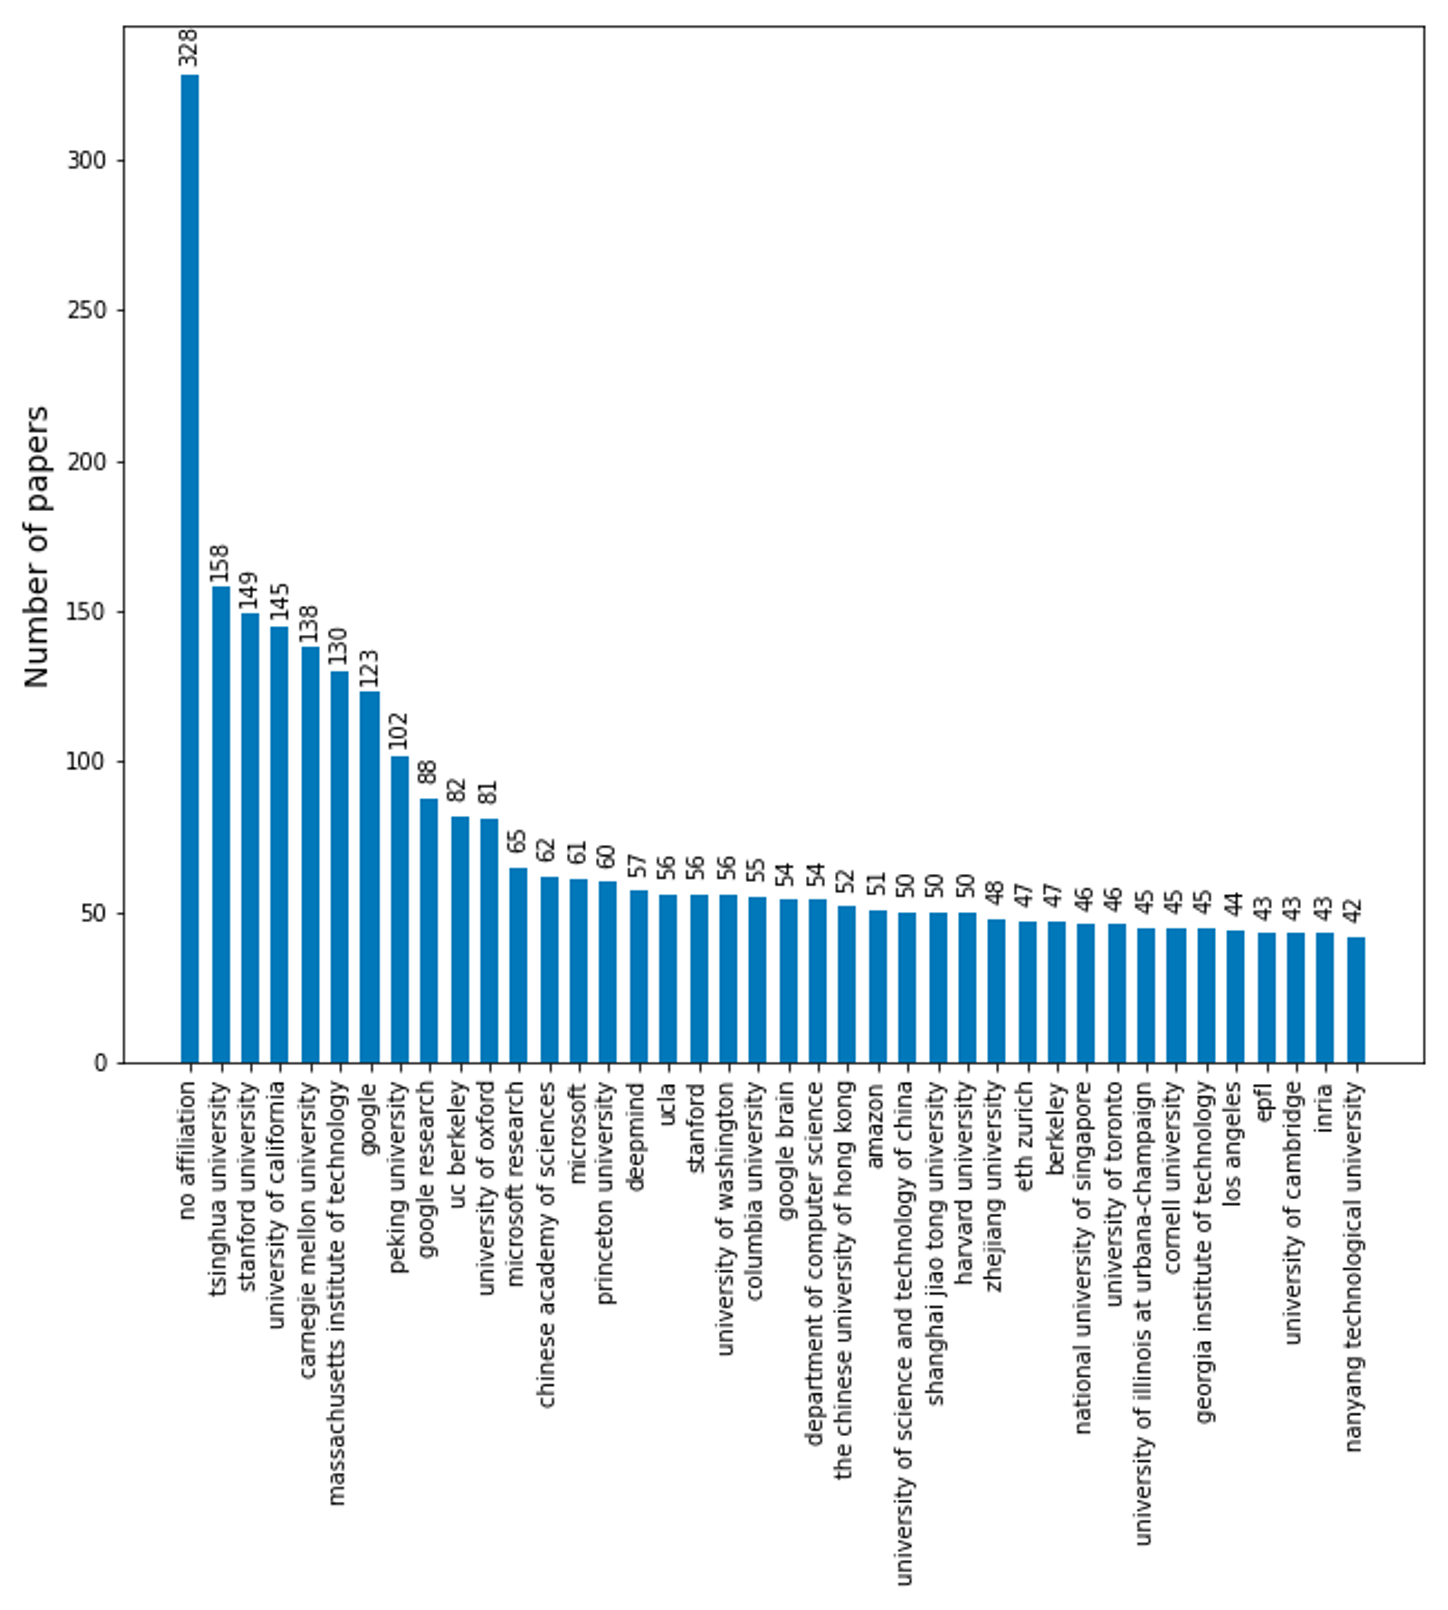 Number of papers
300
250
200
150
100
50
0
328
158
149
145
138
130
123
102
88
82
81
65
62
61
60
57
56
56
56
55
54
54
52
51
50
50
50
48
47
47
46
46
45
45
45
44
43
43
43
42
no affiliation
tsinghua university
stanford university
university of california
carnegie mellon university
massachusetts institute of technology
google
peking university
google research
uc berkeley
university of oxford
microsoft research
chinese academy of sciences
microsoft
princeton university
deepmind
ucla
stanford
university of washington
columbia university
google brain
department of computer science
the chinese university of hong kong
amazon
university of science and technology of china
shanghai jiao tong university
harvard university
zhejiang university
eth zurich
berkeley
national university of singapore
university of toronto
university of illinois at urbana-champaign
cornell university
georgia institute of technology
los angeles
epfl
university of cambridge
inria
nanyang technological university